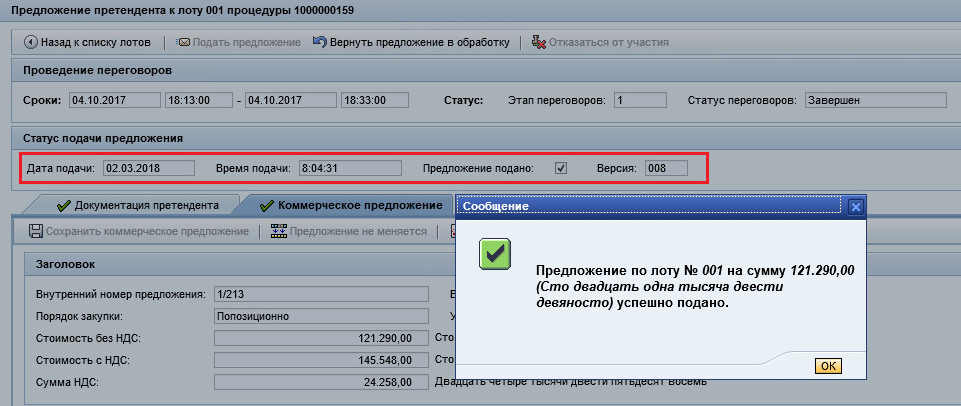 Предложение претендента к лоту 001 процедуры 1000000159
Назад к списку лотов Подать предложение Вернуть предложение в обработку Отказаться от участия
Проведение переговоров
Сроки: 04.10.2017 18:13:00 - 04.10.2017 18:33:00 Статус: Этап переговоров: 1 Статус переговоров: Завершен
Статус подачи предложения
Дата подачи: 02.03.2018 Время подачи: 8:04:31 Предложение подано: Версия: 008
Документация претендента Коммерческое предложение
Сохранить коммерческое предложение Предложение не меняется
Заголовок
Внутренний номер предложения: 1/213
Порядок закупки: Попозиционно
Стоимость без НДС: 121.290,00 Сто
Стоимость с НДС: 145.548,00 Сто
Сумма НДС: 24.258,00 Двадцать четыре тысячи двести пятьдесят восемь
Сообщение
Предложение по лоту № 001 на сумму 121.290,00
(Сто двадцать одна тысяча двести
девяносто) успешно подано.
OK